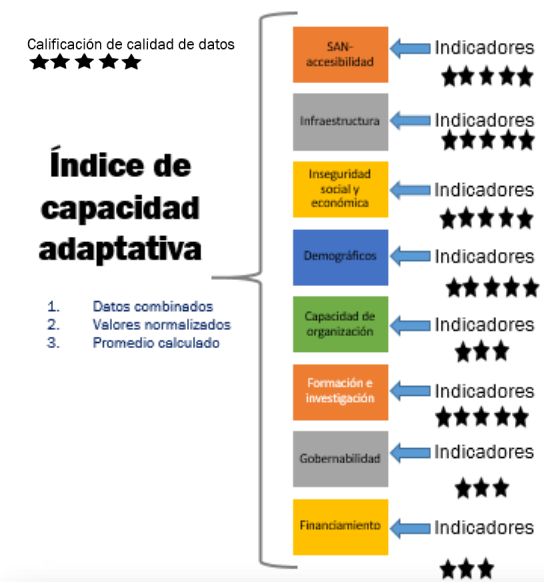 Calificación de calidad de datos
Índice de
capacidad
adaptativa
1. Datos combinados
2. Valores normalizados
3. Promedio calculado
SAN-
accesibilidad
Indicadores
Infraestructura
Indicadores
Inseguridad
social y
económica
Indicadores
Demográficos
Indicadores
Capacidad de
organización
Indicadores
Formación e
investigación
Indicadores
Gobernabilidad
Indicadores
Financiamiento
Indicadores